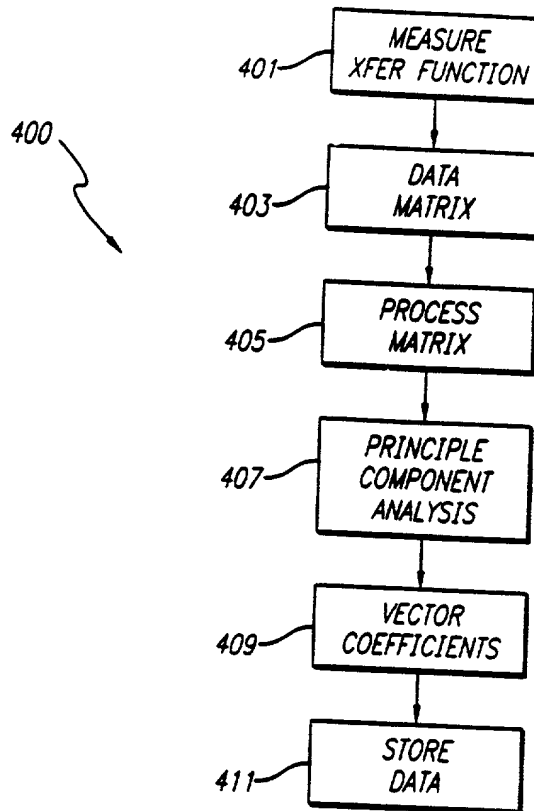 MEASURE
XFER FUNCTION
401
400
DATA
MATRIX
403
PROCESS
MATRIX
405
PRINCIPLE
COMPONENT
ANALYSIS
407
VECTOR
COEFFICIENTS
409
STORE
DATA
411